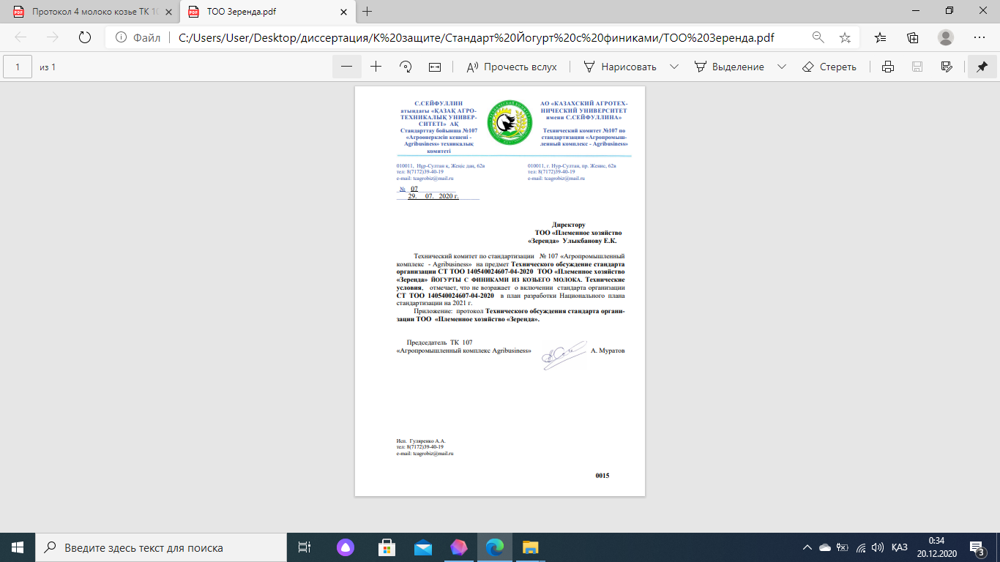 Протокол 4 молоко козье ТК 10
ТОО Зеренда.pdf
Файл
C:/Users/User/Desktop/диссертация/К%20защите/Стандарт%20Йогурт%20с%20финиками/ТОО%20Зеренда.pdf
1 из 1
Прочесть вслух
Нарисовать
Выделение
Стереть
С.СЕЙФУЛЛИН
атындағы «ҚАЗАҚ АГРО-
ТЕХНИКАЛЫҚ УНИВЕР-
СИТЕТІ» АҚ
Стандарттау бойынша №107
«Агроөнеркәсіп кешені -
Agribusiness» техникалық
комитеті
АО «КАЗАХСКИЙ АГРОТЕХ-
НИЧЕСКИЙ УНИВЕРСИТЕТ
имени С.СЕЙФУЛЛИНА»
Технический комитет №107 по
стандартизации «Агропромыш-
ленный комплекс - Agribusiness»
010011, Нұр-Султан қ, Жеңіс даң, 62а
тел: 8(7172)39-40-19
e-mail: tcagrobiz@mail.ru
010011, г. Нур-Султан, пр. Женис, 62а
тел: 8(7172)39-40-19
e-mail: tcagrobiz@mail.ru
№ 07
29. 07. 2020 г.
Директору
ТОО «Племенное хозяйство
«Зеренда» Улыкбанову Е.К.
Технический комитет по стандартизации № 107 «Агропромышленный
комплекс - Agribusiness» на предмет Технического обсуждение стандарта
организации СТ ТОО 140540024607-04-2020 ТОО «Племенное хозяйство
«Зеренда» ЙОГУРТЫ С ФИНИКАМИ ИЗ КОЗЬЕГО МОЛОКА. Технические
условия, отмечает, что не возражает о включении стандарта организации
СТ ТОО 140540024607-04-2020 в план разработки Национального плана
стандартизации на 2021 г.
Приложение: протокол Технического обсуждения стандарта органи-
зации ТОО «Племенное хозяйство «Зеренда».
Председатель ТК 107
«Агропромышленный комплекс Agribusiness» А. Муратов
Исп. Гуляренко А.А.
тел: 8(7172)39-40-19
e-mail: tcagrobiz@mail.ru
0015
Введите здесь текст для поиска
ҚАЗ
0:34
20.12.2020
3